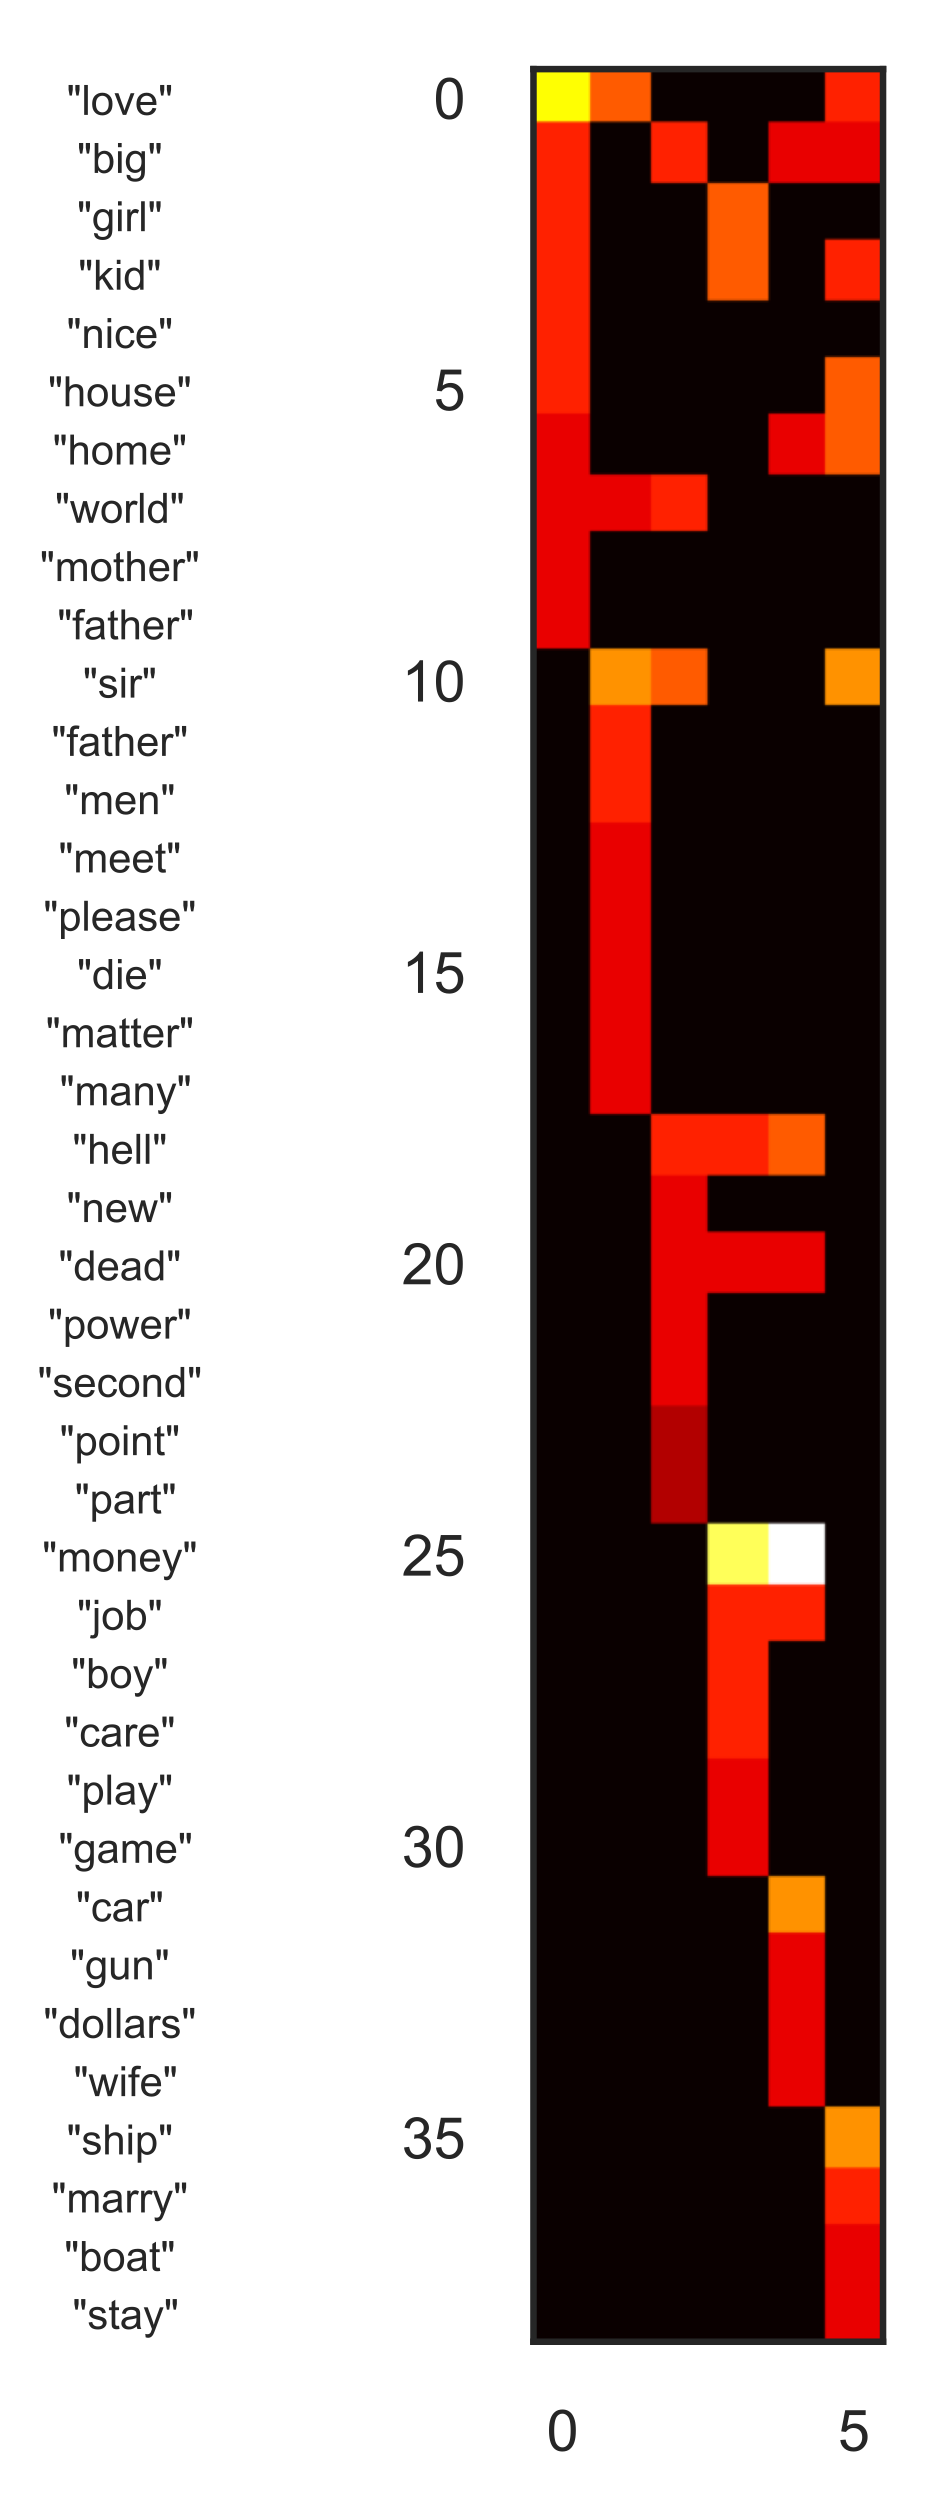 "love" 0
"big"
"girl"
"kid"
"nice"
"house" 5
"home"
"world"
"mother"
"father"
"sir" 10
"father"
"men"
"meet"
"please"
"die" 15
"matter"
"many"
"hell"
"new"
"dead" 20
"power"
"second"
"point"
"part"
"money" 25
"job"
"boy"
"care"
"play"
"game" 30
"car"
"gun"
"dollars"
"wife"
"ship" 35
"marry"
"boat"
"stay"
0 5